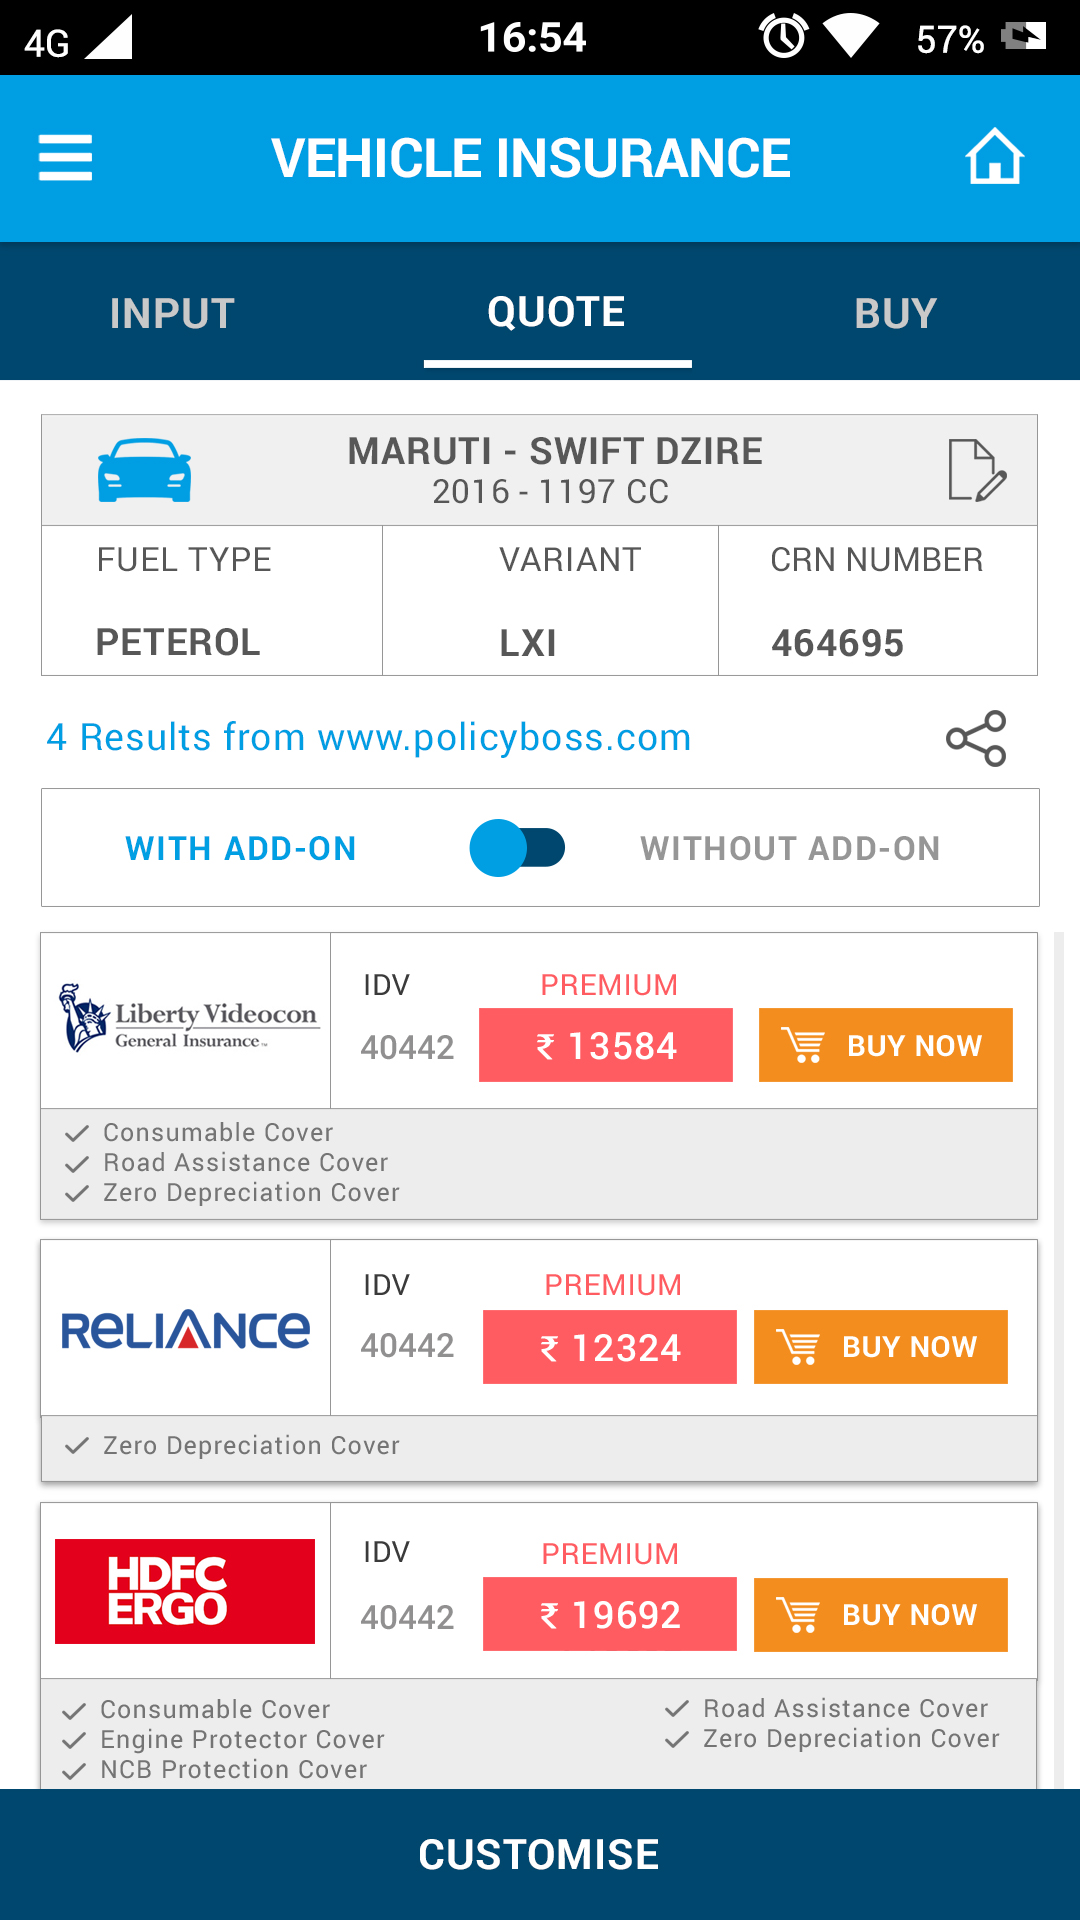 4G 16:54 57%
VEHICLE INSURANCE
INPUT QUOTE BUY
MARUTI - SWIFT DZIRE
2016 - 1197 CC
FUEL TYPE VARIANT CRN NUMBER
PETEROL LXI 464695
4 Results from www.policyboss.com
WITH ADD-ON WITHOUT ADD-ON
Liberty Videocon
General Insurance™
IDV PREMIUM
40442 ₹ 13584 BUY NOW
Consumable Cover
Road Assistance Cover
Zero Depreciation Cover
RELIANCE
IDV PREMIUM
40442 ₹ 12324 BUY NOW
Zero Depreciation Cover
HDFC
ERGO
IDV PREMIUM
40442 ₹ 19692 BUY NOW
Consumable Cover Road Assistance Cover
Engine Protector Cover Zero Depreciation Cover
NCB Protection Cover
CUSTOMISE